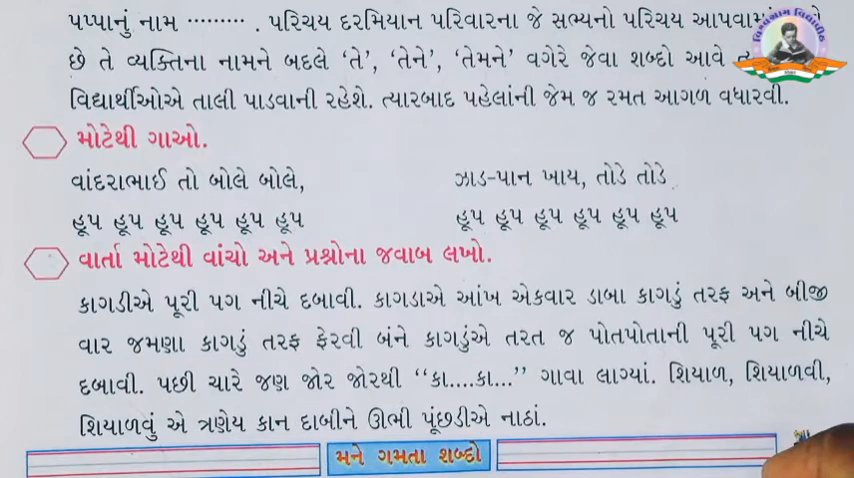 પપ્પાનું નામ ......... . પરિચય દરમિયાન પરિવારના જે સભ્યનો પરિચય આપવામાં
છે તે વ્યક્તિના નામને બદલે ‘તે’, ‘તેને’, ‘તેમને’ વગેરે જેવા શબ્દો આવે
વિદ્યાર્થીઓએ તાલી પાડવાની રહેશે. ત્યારબાદ પહેલાંની જેમ જ રમત આગળ વધારવી.
મોટેથી ગાઓ.
વાંદરાભાઈ તો બોલે બોલે, ઝાડ-પાન ખાય, તોડે તોડે
હૂપ હૂપ હૂપ હૂપ હૂપ હૂપ હૂપ હૂપ હૂપ હૂપ હૂપ હૂપ
વાર્તા મોટેથી વાંચો અને પ્રશ્નોના જવાબ લખો.
કાગડીએ પૂરી પગ નીચે દબાવી. કાગડાએ આંખ એકવાર ડાબા કાગડું તરફ અને બીજી
વાર જમણા કાગડું તરફ ફેરવી બંને કાગડુંએ તરત જ પોતપોતાની પૂરી પગ નીચે
દબાવી. પછી ચારે જણ જોર જોરથી “કા....કા...” ગાવા લાગ્યાં. શિયાળ, શિયાળવી,
શિયાળવું એ ત્રણેય કાન દાબીને ઊભી પૂંછડીએ નાઠાં.
મને ગમતા શબ્દો